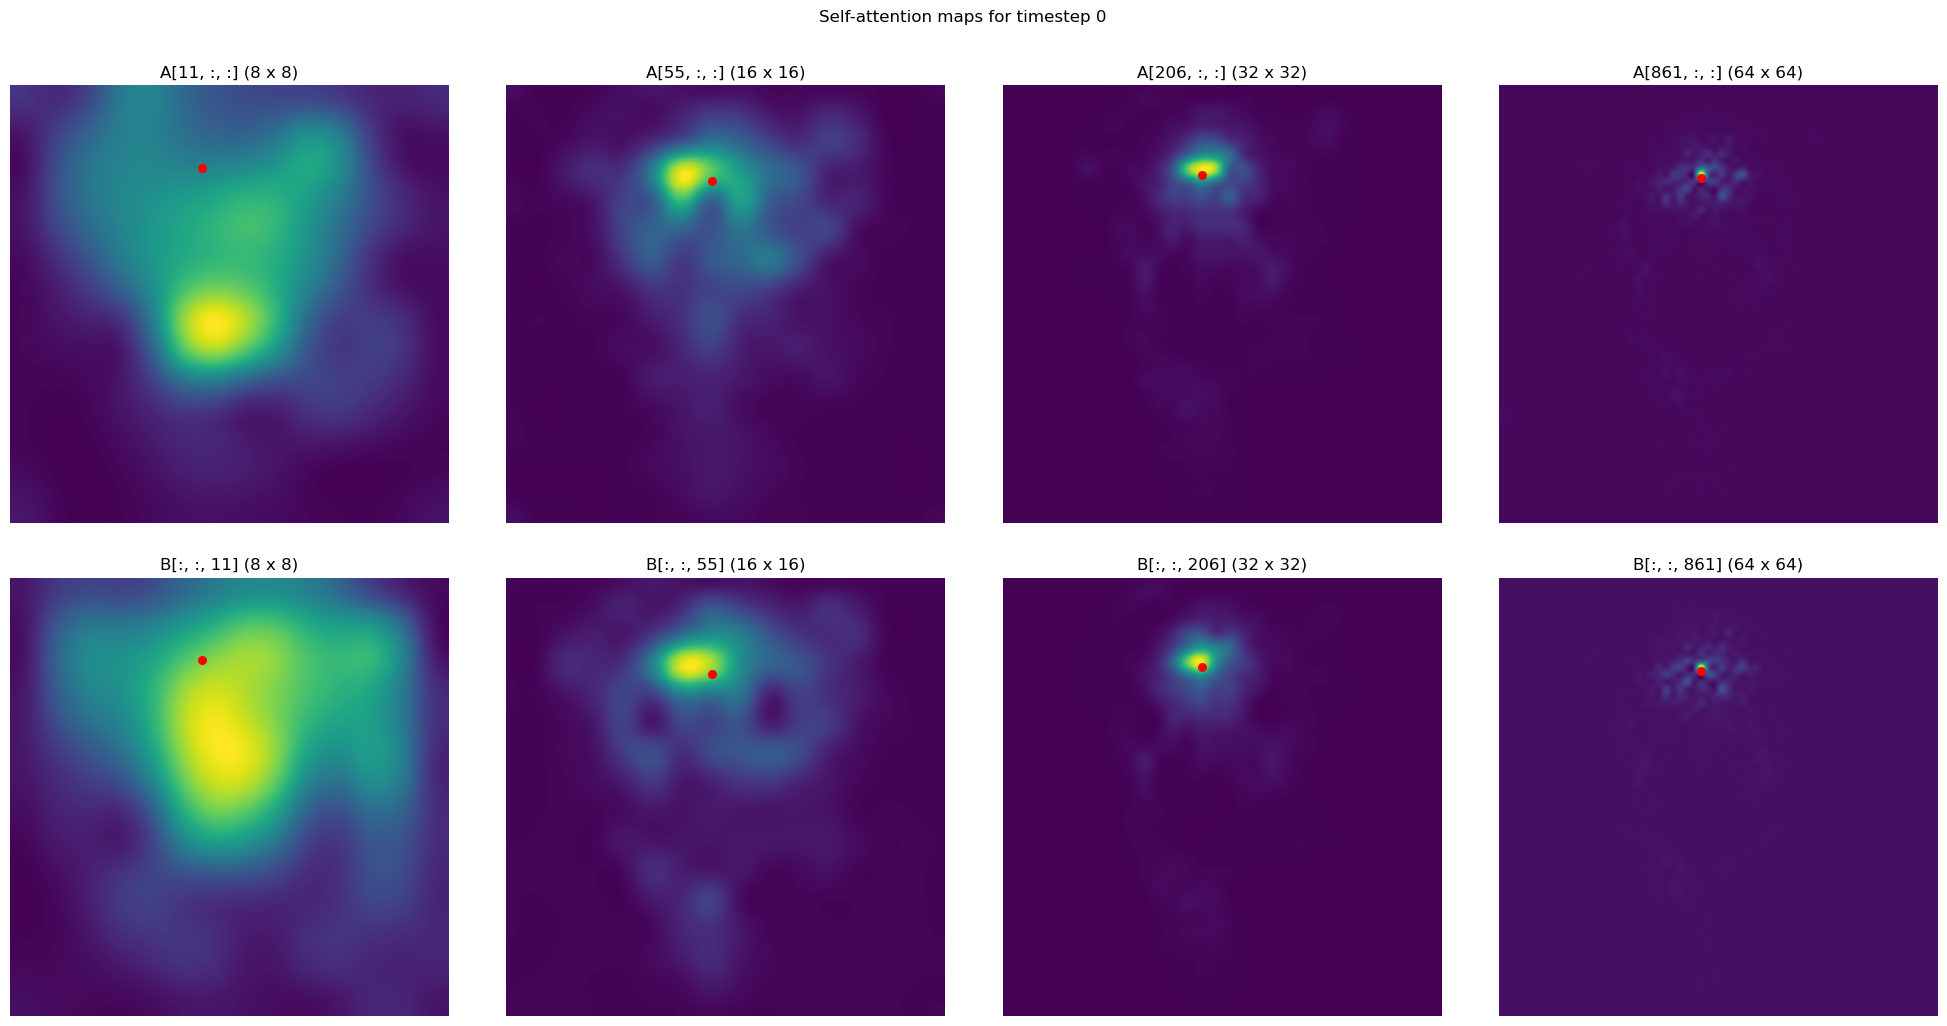 Self-attention maps for timestep 0
A[11, :, :] (8 x 8)
A[55, :, :] (16 x 16)
A[206, :, :] (32 x 32)
A[861, :, :] (64 x 64)
B[:, :, 11] (8 x 8)
B[:, :, 55] (16 x 16)
B[:, :, 206] (32 x 32)
B[:, :, 861] (64 x 64)